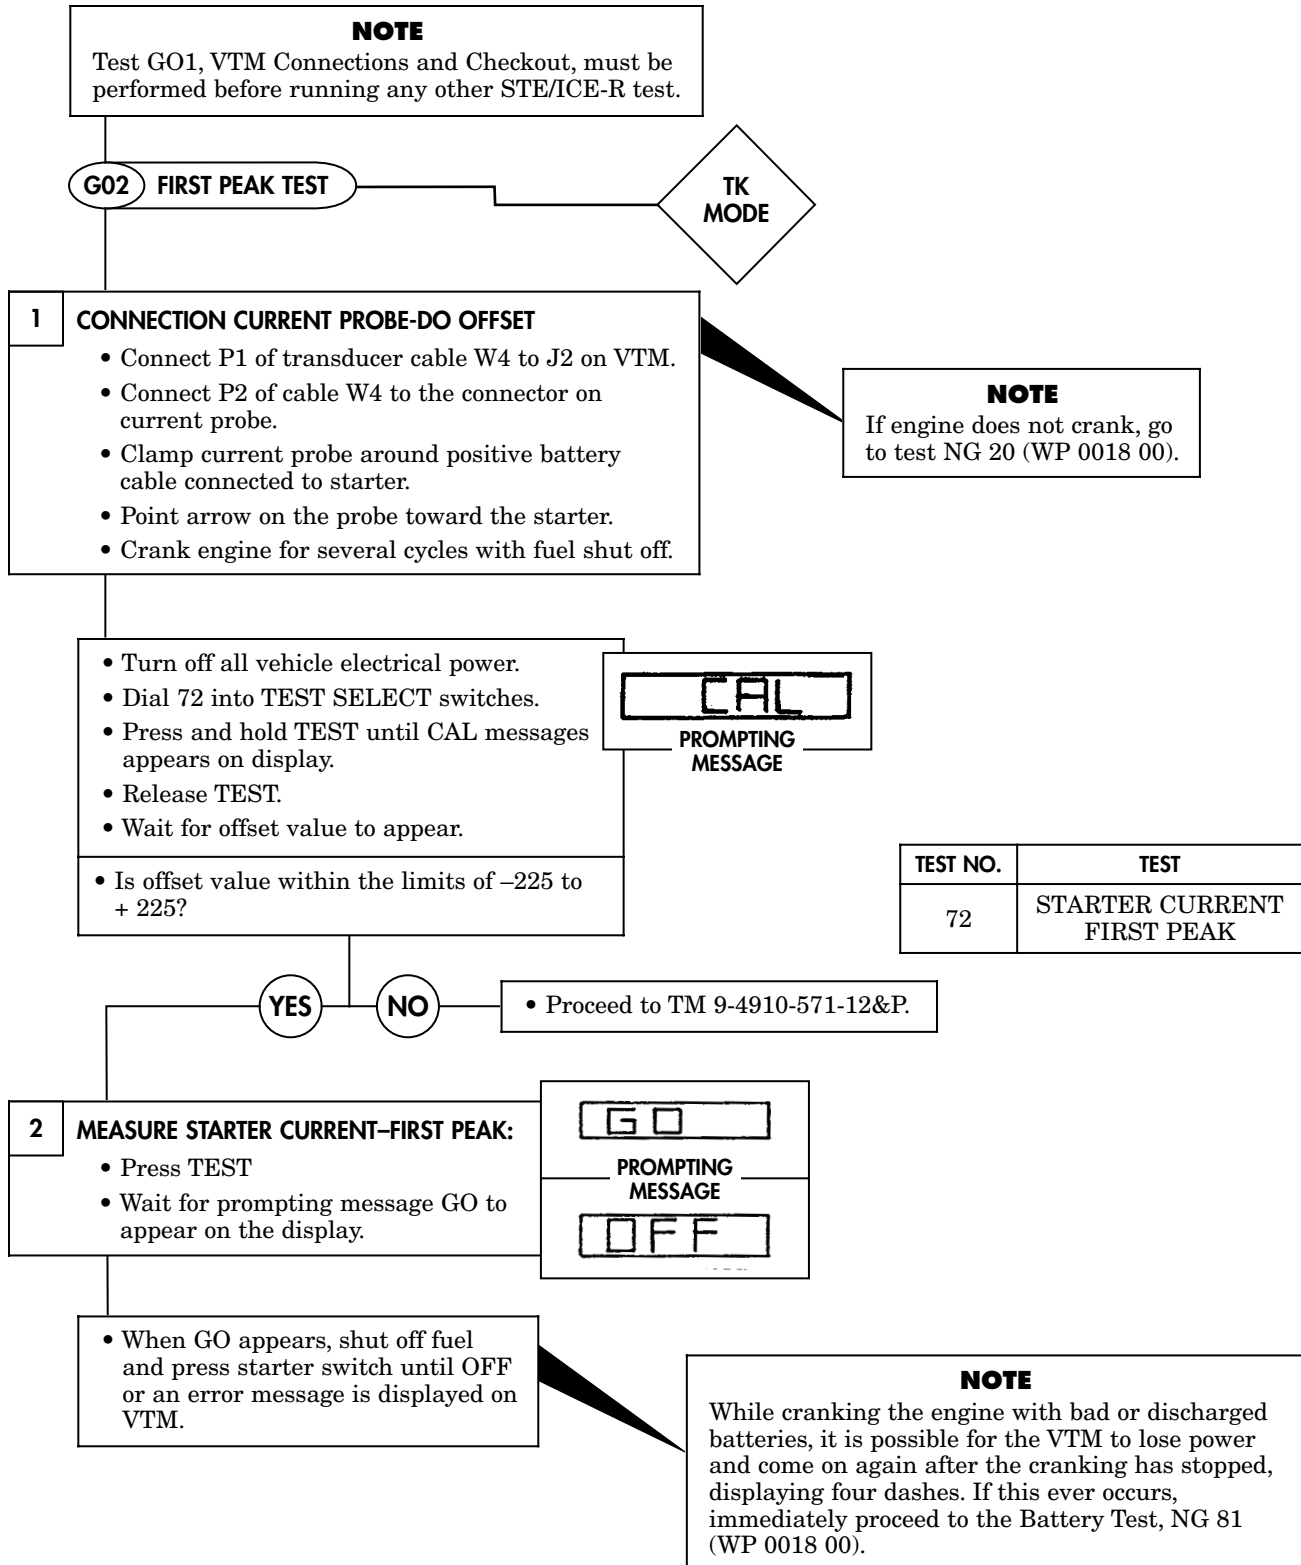 NOTE
Test GO1, VTM Connections and Checkout, must be
performed before running any other STE/ICE-R test.
G02 FIRST PEAK TEST
TK
MODE
1 CONNECTION CURRENT PROBE-DO OFFSET
• Connect P1 of transducer cable W4 to J2 on VTM.
• Connect P2 of cable W4 to the connector on
current probe.
• Clamp current probe around positive battery
cable connected to starter.
• Point arrow on the probe toward the starter.
• Crank engine for several cycles with fuel shut off.
NOTE
If engine does not crank, go
to test NG 20 (WP 0018 00).
• Turn off all vehicle electrical power.
• Dial 72 into TEST SELECT switches.
• Press and hold TEST until CAL messages
appears on display.
• Release TEST.
• Wait for offset value to appear.
CAL
PROMPTING
MESSAGE
• Is offset value within the limits of –225 to
+ 225?
TEST NO. TEST
72 STARTER CURRENT
FIRST PEAK
YES NO
• Proceed to TM 9-4910-571-12&P.
2 MEASURE STARTER CURRENT–FIRST PEAK:
• Press TEST
• Wait for prompting message GO to
appear on the display.
GO
PROMPTING
MESSAGE
OFF
• When GO appears, shut off fuel
and press starter switch until OFF
or an error message is displayed on
VTM.
NOTE
While cranking the engine with bad or discharged
batteries, it is possible for the VTM to lose power
and come on again after the cranking has stopped,
displaying four dashes. If this ever occurs,
immediately proceed to the Battery Test, NG 81
(WP 0018 00).